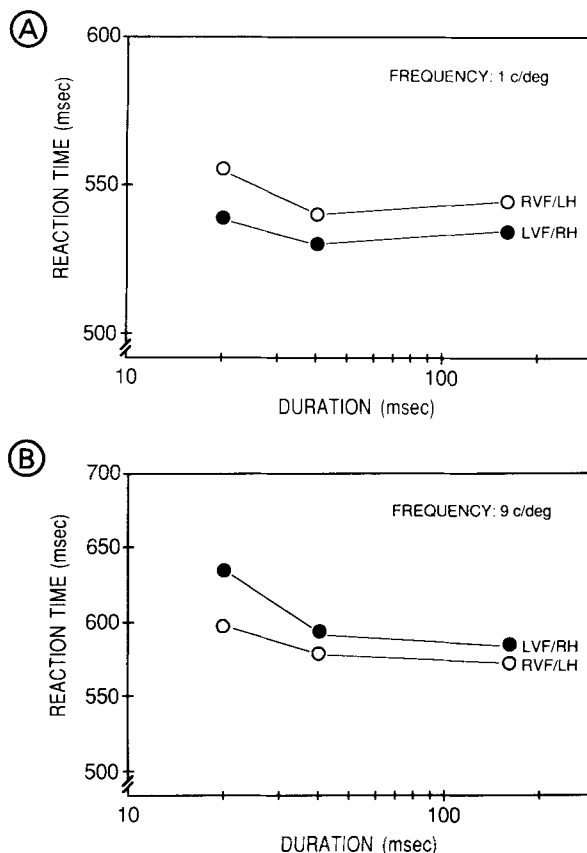 A
600
FREQUENCY: 1 c/deg
REACTION TIME (msec)
550
RVF/LH
LVF/RH
500
10
100
DURATION (msec)
B
700
FREQUENCY: 9 c/deg
REACTION TIME (msec)
650
LVF/RH
600
RVF/LH
550
500
10
100
DURATION (msec)